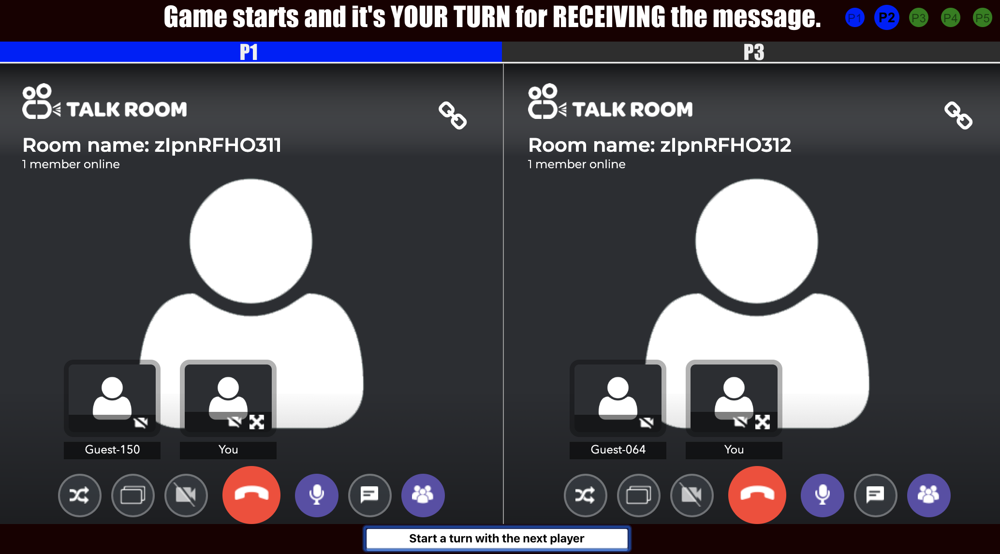 Game starts and it's YOUR TURN for RECEIVING the message.
P1 P2 P3 P4 P5
P1
P3
TALK ROOM
Room name: zIpnRFHO311
1 member online
Guest-150
You
TALK ROOM
Room name: zIpnRFHO312
1 member online
Guest-064
You
Start a turn with the next player